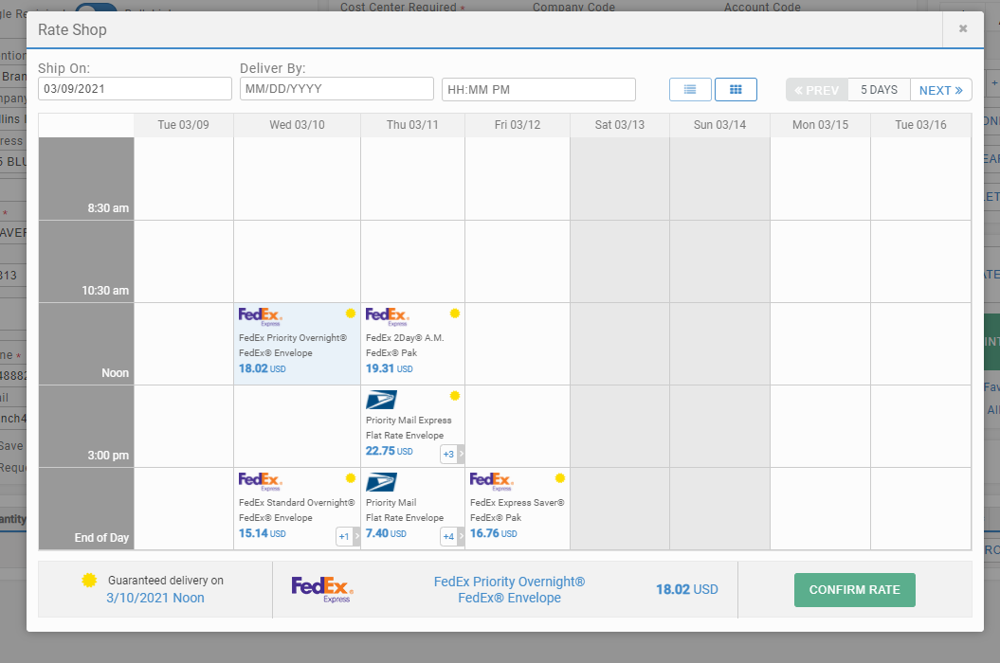 Cost Center Required *
Company Code
Account Code
Rate Shop
Ship On:
Deliver By:
03/09/2021
MM/DD/YYYY
HH:MM PM
« PREV
5 DAYS
NEXT »
Tue 03/09
Wed 03/10
Thu 03/11
Fri 03/12
Sat 03/13
Sun 03/14
Mon 03/15
Tue 03/16
8:30 am
10:30 am
Noon
FedEx®
Express
FedEx Priority Overnight®
FedEx® Envelope
18.02 USD
FedEx®
Express
FedEx 2Day® A.M.
FedEx® Pak
19.31 USD
3:00 pm
Priority Mail Express
Flat Rate Envelope
22.75 USD
+3
End of Day
FedEx®
Express
FedEx Standard Overnight®
FedEx® Envelope
15.14 USD
+1
Priority Mail
Flat Rate Envelope
7.40 USD
+4
FedEx®
Express
FedEx Express Saver®
FedEx® Pak
16.76 USD
Guaranteed delivery on
3/10/2021 Noon
FedEx®
Express
FedEx Priority Overnight®
FedEx® Envelope
18.02 USD
CONFIRM RATE
Save